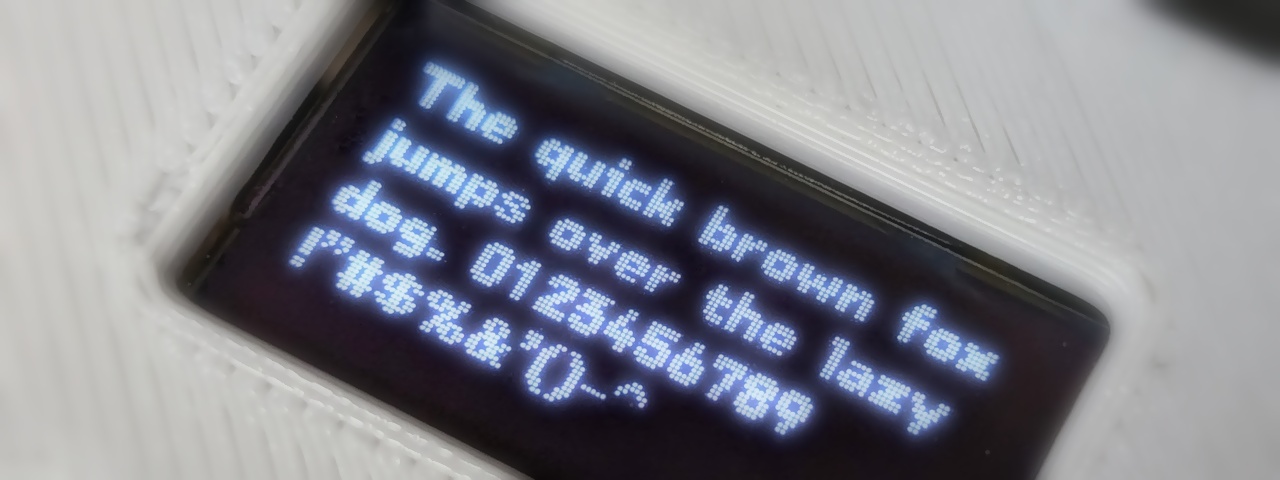 The quick brown fox
jumps over the lazy
dog. 0123456789
!"#$%&'()~^